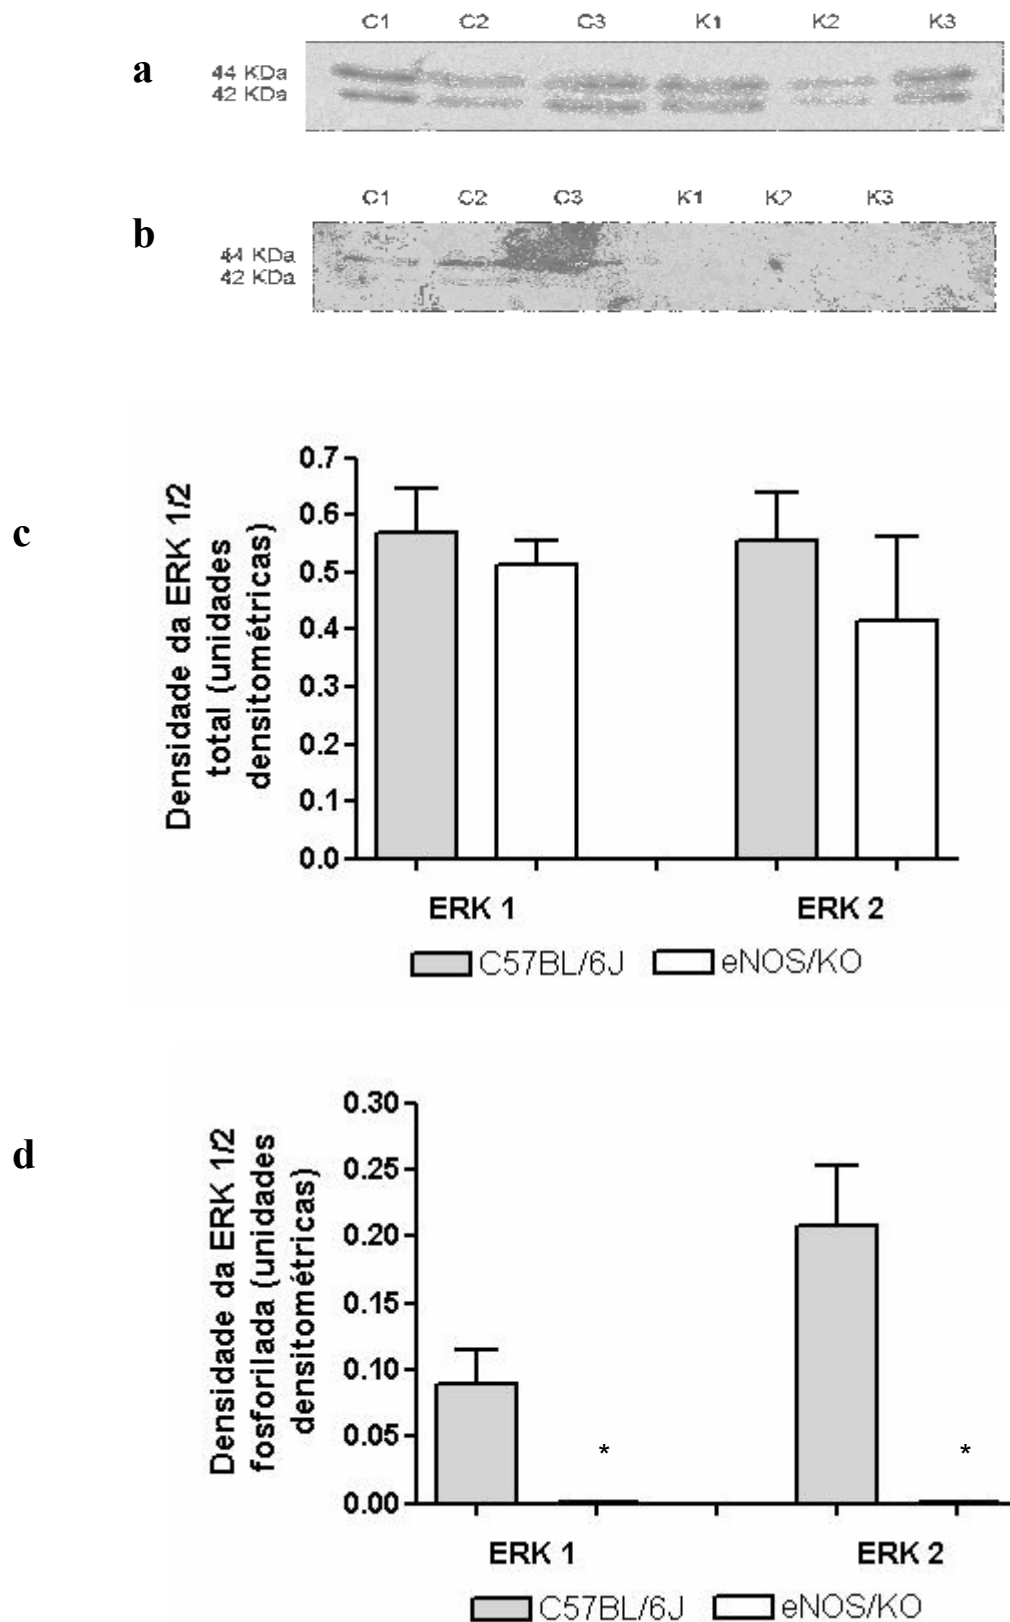 C1 C2 C3 K1 K2 K3
a
44 KDa
42 KDa
C1 C2 C3 K1 K2 K3
b
44 KDa
42 KDa
c
Densidade da ERK 1/2
total (unidades
densitométricas)
0.7
0.6
0.5
0.4
0.3
0.2
0.1
0.0
ERK 1 ERK 2
C57BL/6J eNOS/KO
d
Densidade da ERK 1/2
fosforilada (unidades
densitométricas)
0.30
0.25
0.20
0.15
0.10
0.05
0.00
* *
ERK 1 ERK 2
C57BL/6J eNOS/KO